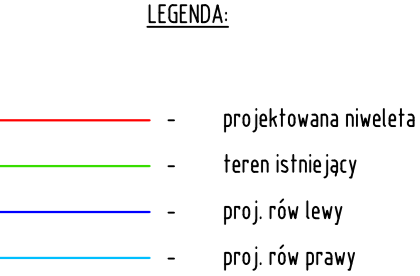 LEGENDA:
- projektowana niweleta
- teren istniejący
- proj. rów lewy
- proj. rów prawy